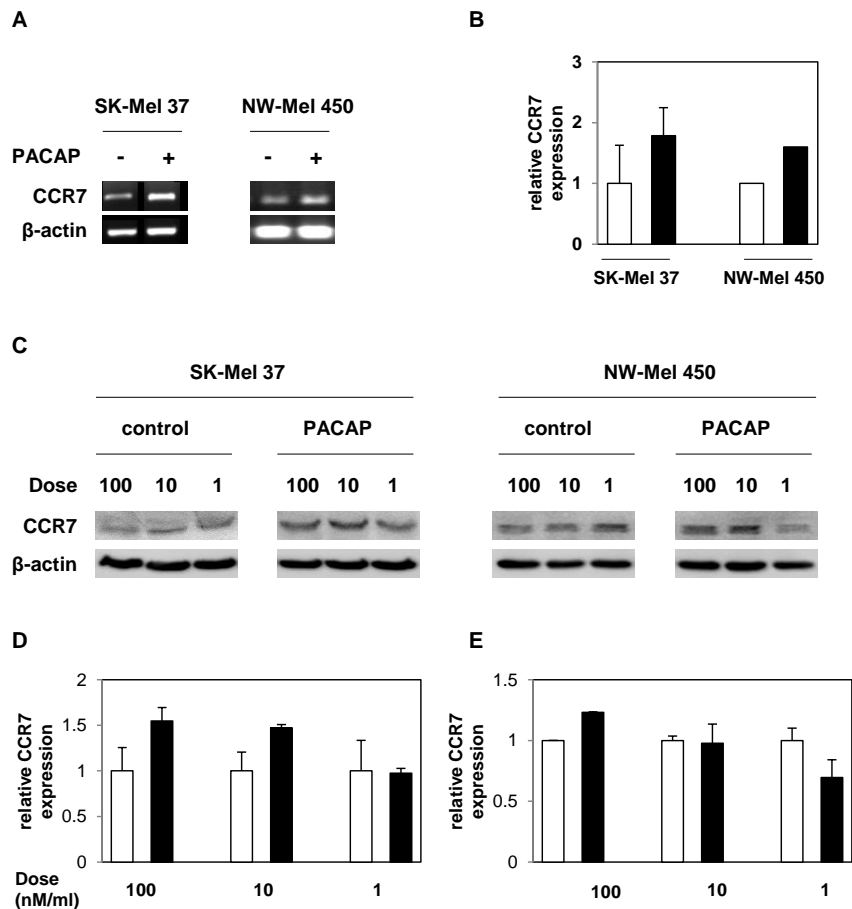 A
SK-Mel 37 NW-Mel 450
PACAP - + - +
CCR7
β-actin
B
relative CCR7
expression
3
2
1
0
SK-Mel 37 NW-Mel 450
C
SK-Mel 37 NW-Mel 450
control PACAP control PACAP
Dose 100 10 1 100 10 1 100 10 1 100 10 1
CCR7
β-actin
D
relative CCR7
expression
2
1.5
1
0.5
0
Dose
(nM/ml)
100 10 1
E
relative CCR7
expression
1.5
1
0.5
0
100 10 1